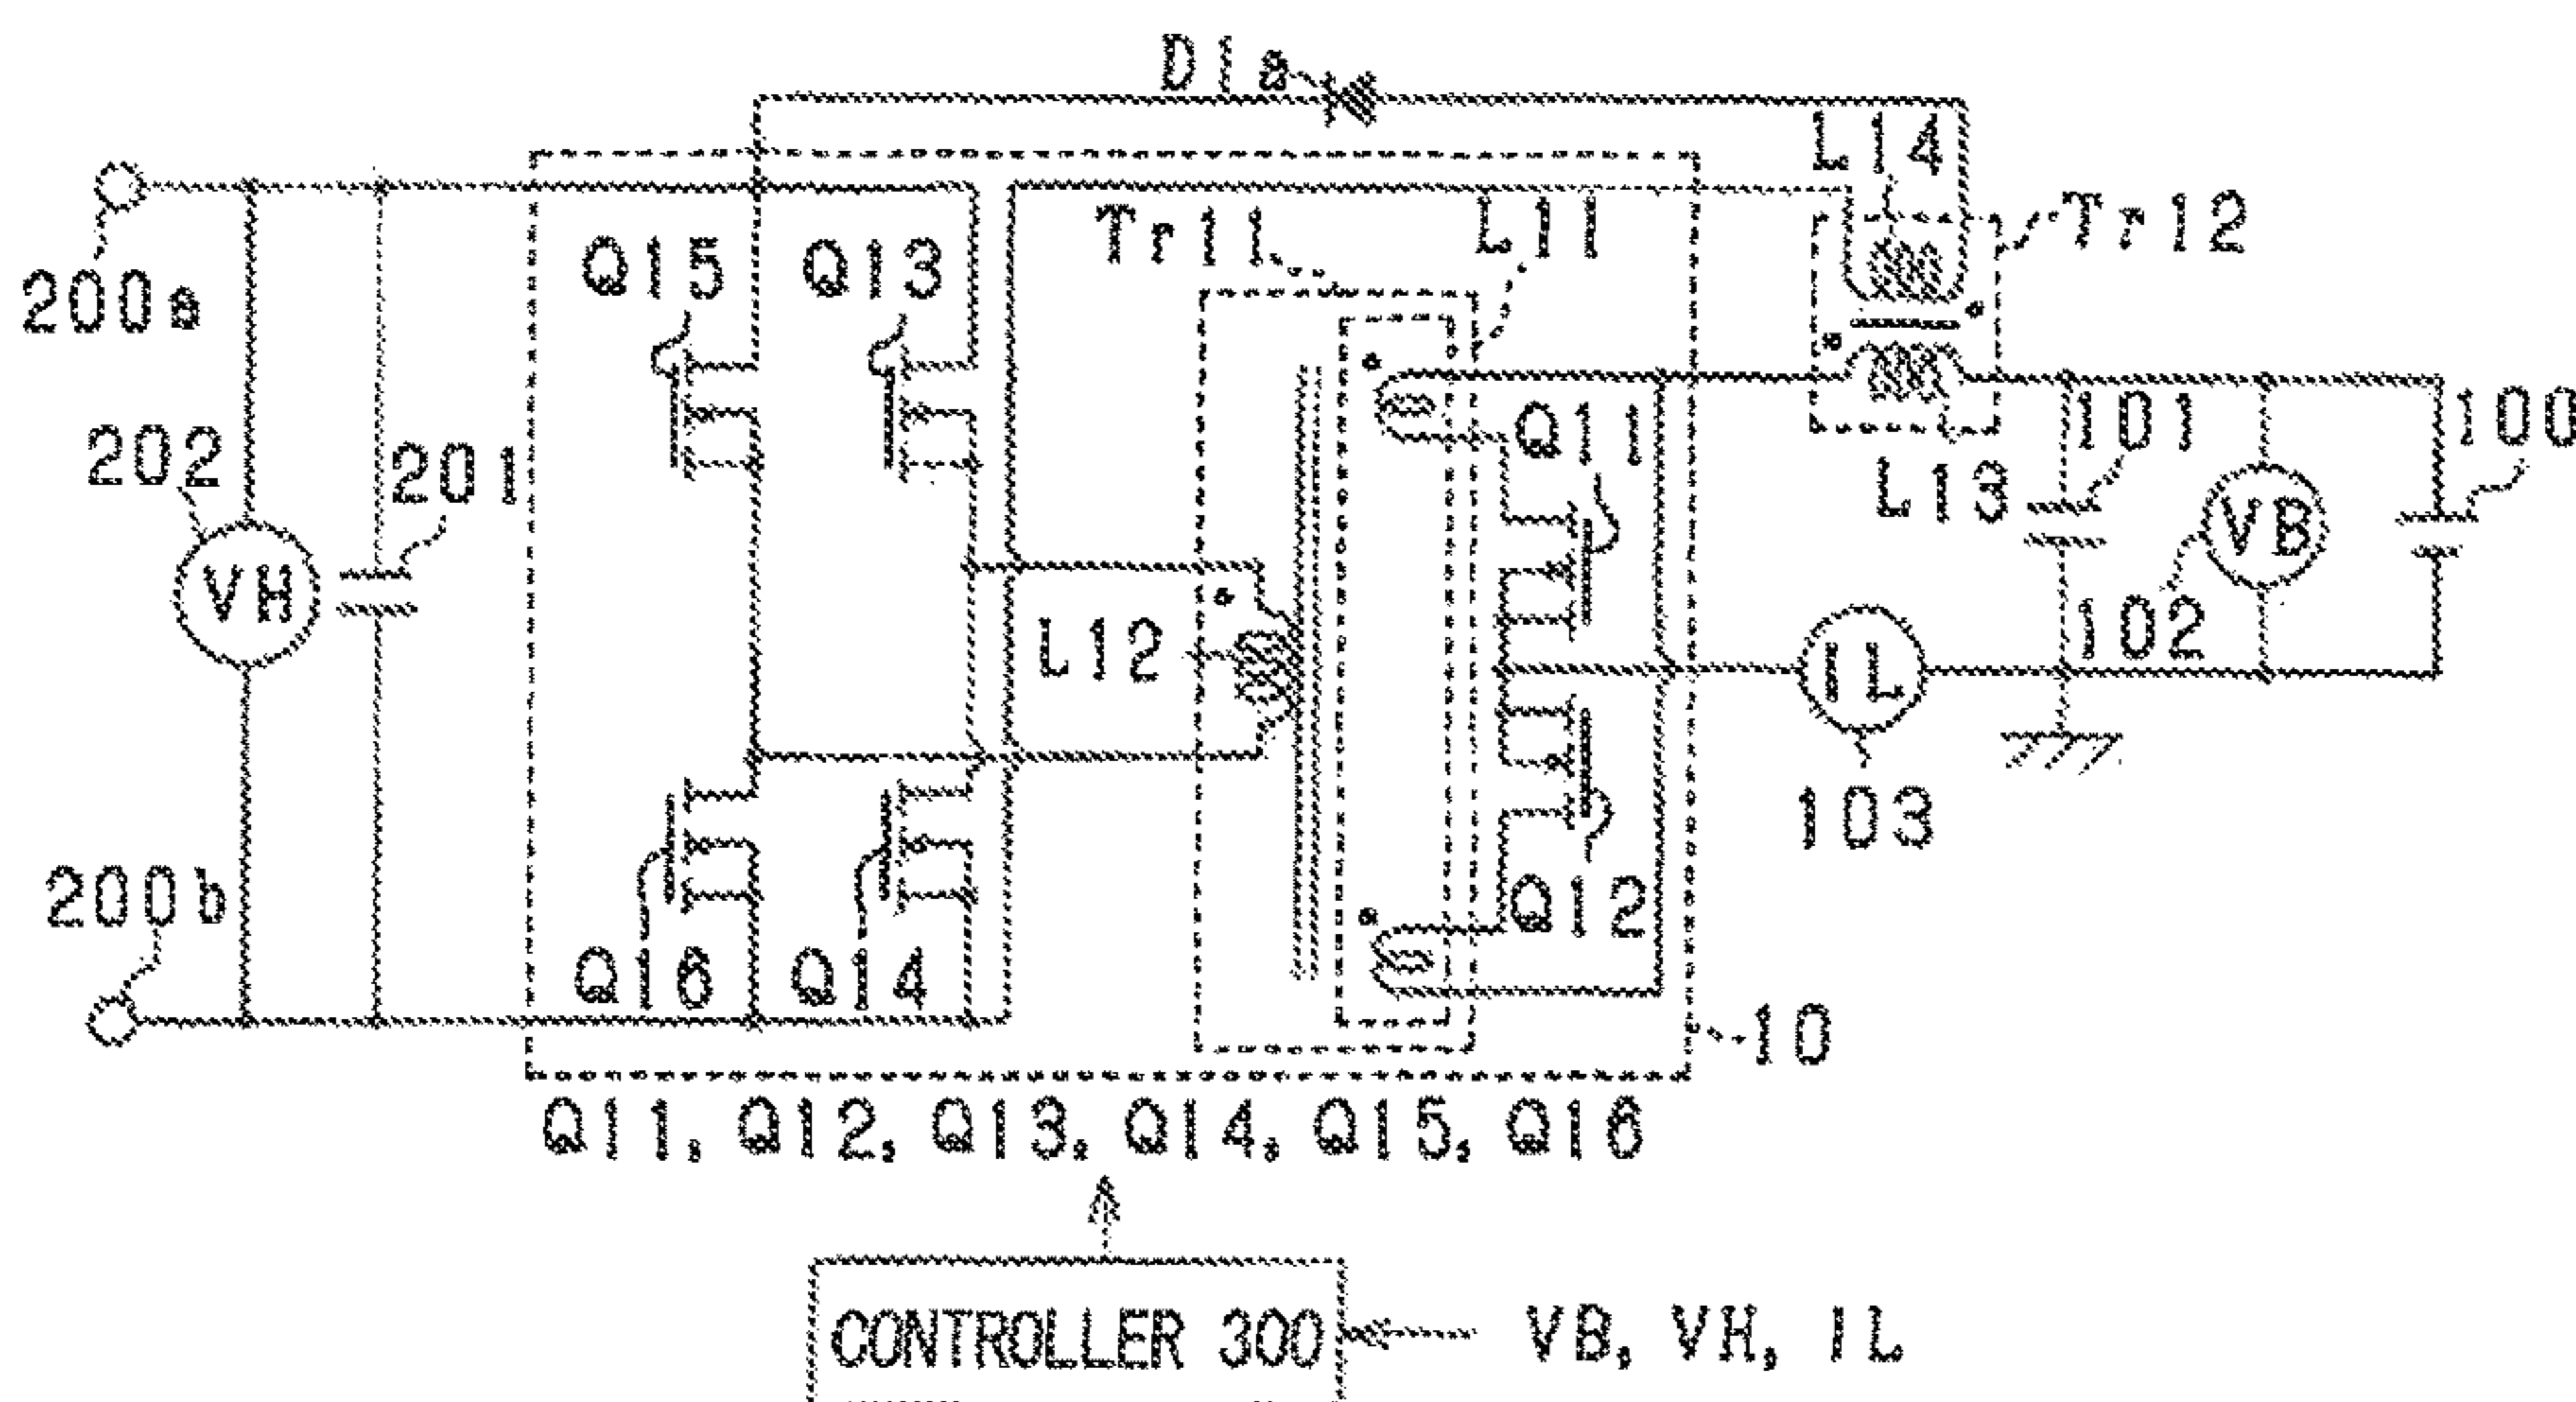 D1a
L14
Tr12
Tr11
L11
Q15
Q13
200a
202
201
VH
Q11
L13
101
VB
100
102
L12
IL
103
Q12
200b
Q16
Q14
10
Q11, Q12, Q13, Q14, Q15, Q16
CONTROLLER 300
VB, VH, IL